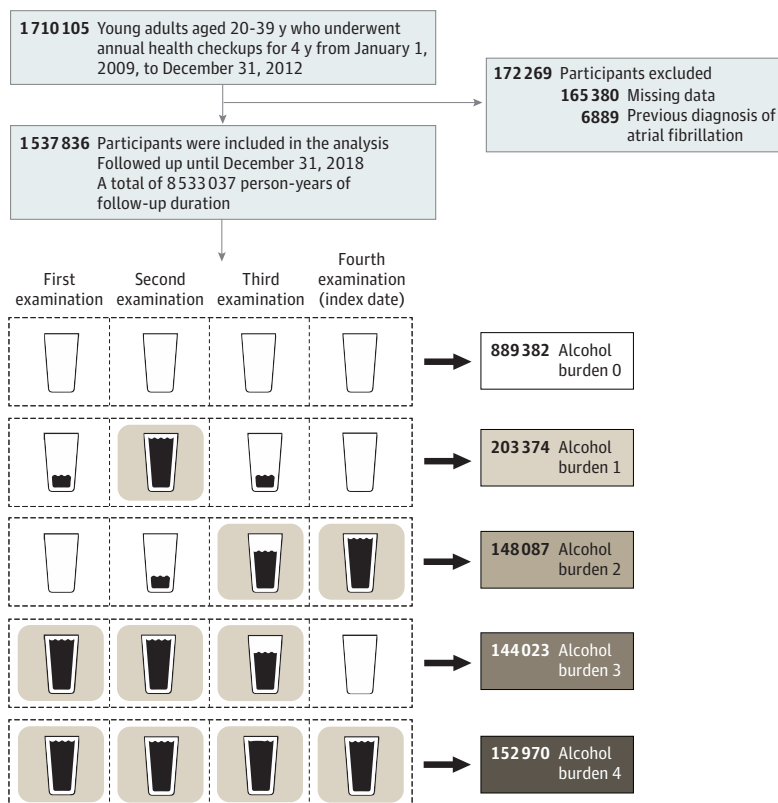 1710105 Young adults aged 20-39 y who underwent
annual health checkups for 4 y from January 1,
2009, to December 31, 2012
172269 Participants excluded
165380 Missing data
6889 Previous diagnosis of
atrial fibrillation
1537836 Participants were included in the analysis
Followed up until December 31, 2018
A total of 8533037 person-years of
follow-up duration
First
examination
Second
examination
Third
examination
Fourth
examination
(index date)
889382 Alcohol
burden 0
203374 Alcohol
burden 1
148087 Alcohol
burden 2
144023 Alcohol
burden 3
152970 Alcohol
burden 4